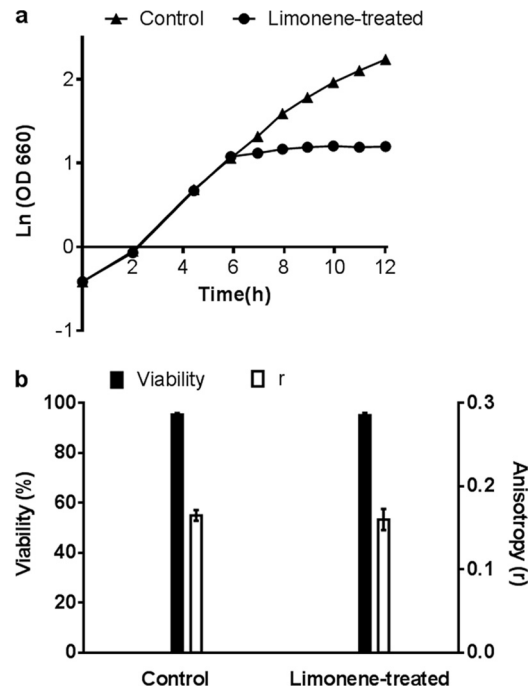 a
Control Limonene-treated
2
1
0
-1
Ln (OD 660)
2 4 6 8 10 12
Time(h)
b
Viability r
100
80
60
40
20
0
Viability (%)
0.3
0.2
0.1
0.0
Anisotropy (r)
Control Limonene-treated